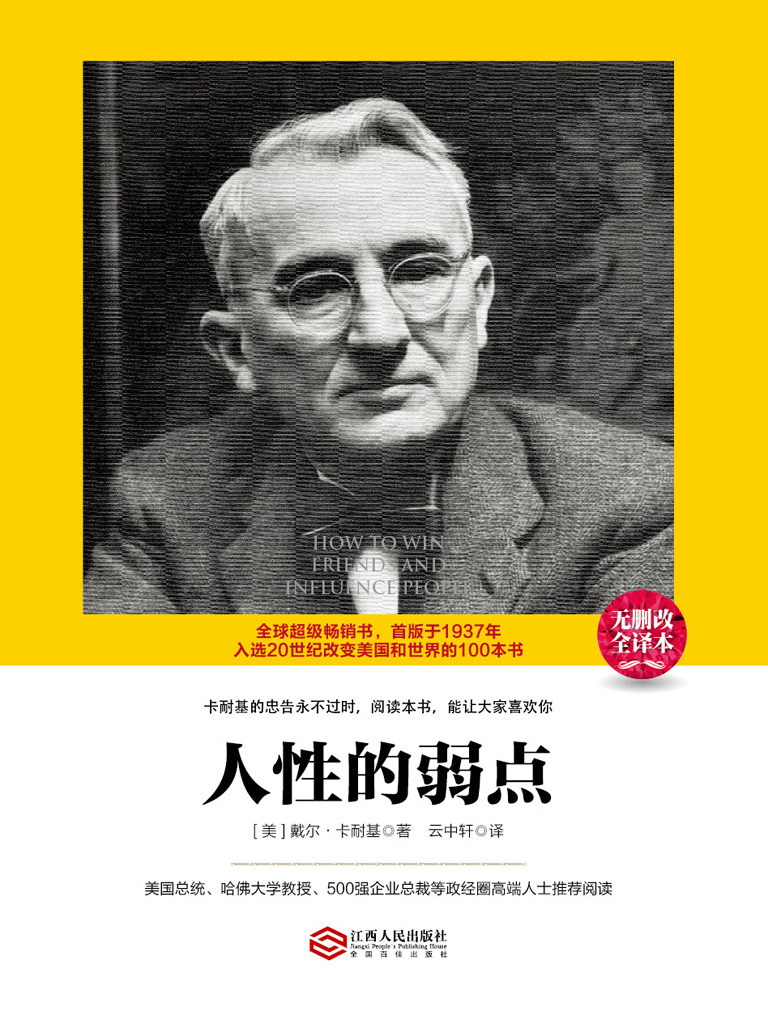 HOW TO WIN
FRIENDS AND
INFLUENCE PEOPLE
全球超级畅销书，首版于1937年
入选20世纪改变美国和世界的100本书
无删改
全译本
卡耐基的忠告永不过时，阅读本书，能让大家喜欢你
人性的弱点
[美]戴尔·卡耐基◎著 云中轩◎译
美国总统、哈佛大学教授、500强企业总裁等政经圈高端人士推荐阅读
江西人民出版社
Jiangxi People's Publishing House
全国百佳出版社